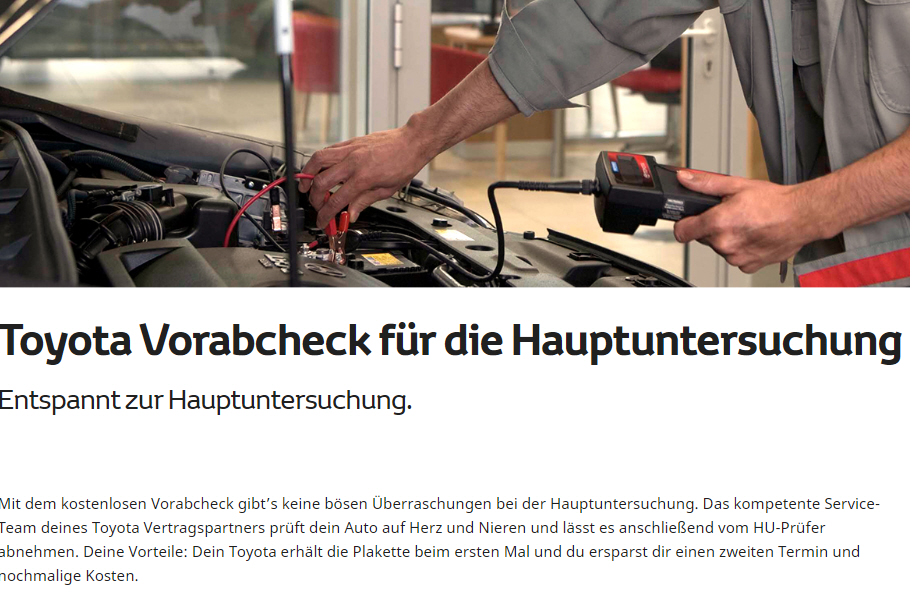 Toyota Vorabcheck für die Hauptuntersuchung
Entspannt zur Hauptuntersuchung.
Mit dem kostenlosen Vorabcheck gibt’s keine bösen Überraschungen bei der Hauptuntersuchung. Das kompetente Service-
Team deines Toyota Vertragspartners prüft dein Auto auf Herz und Nieren und lässt es anschließend vom HU-Prüfer
abnehmen. Deine Vorteile: Dein Toyota erhält die Plakette beim ersten Mal und du ersparst dir einen zweiten Termin und
nochmalige Kosten.